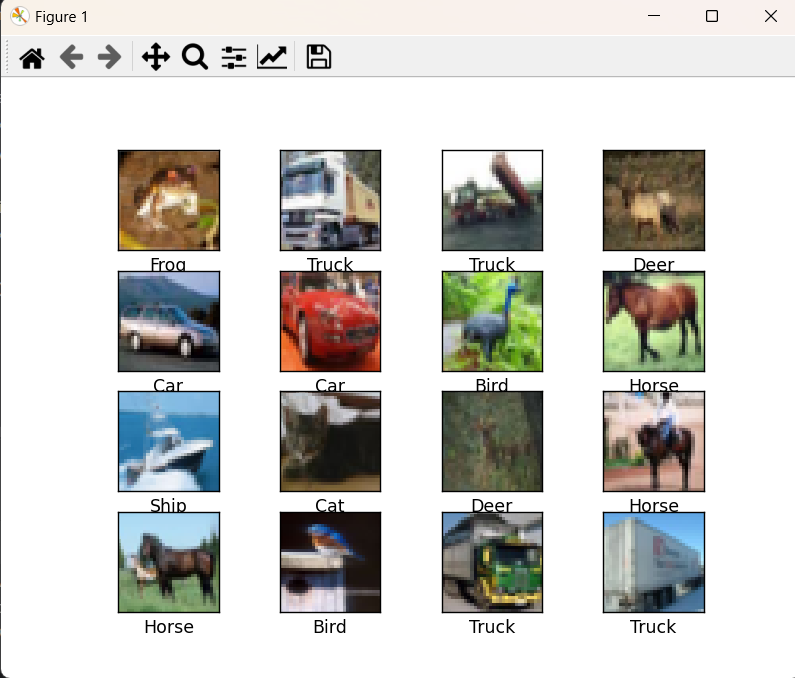 Figure 1
Frog
Truck
Truck
Deer
Car
Car
Bird
Horse
Ship
Cat
Deer
Horse
Horse
Bird
Truck
Truck